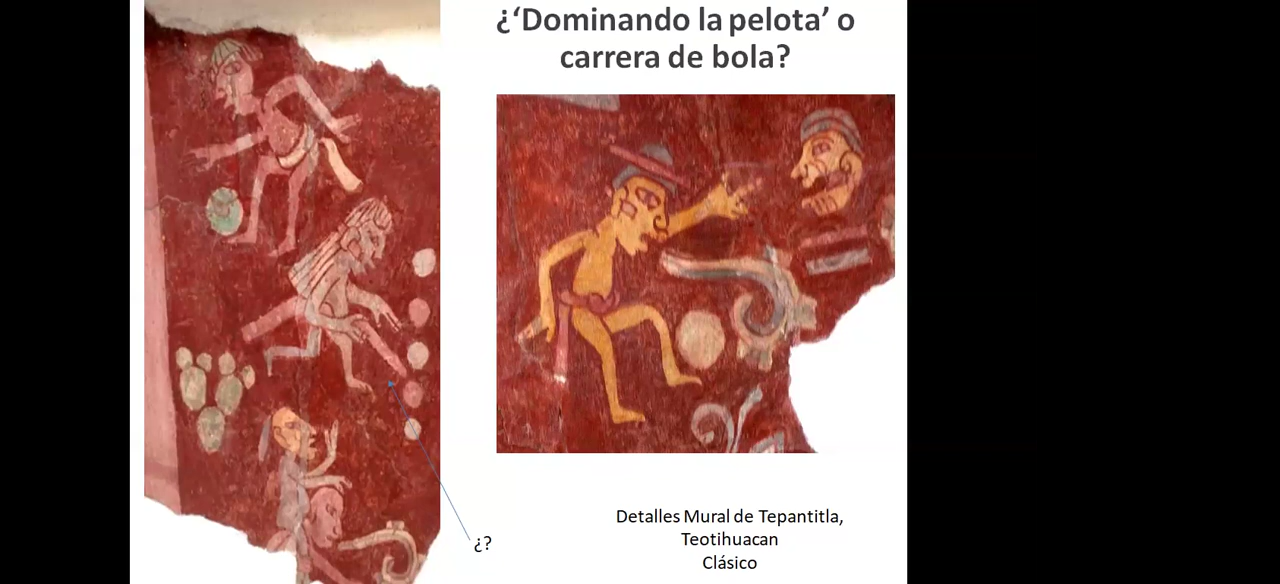 ¿‘Dominando la pelota’ o
carrera de bola?
¿?
Detalles Mural de Tepantitla,
Teotihuacan
Clásico